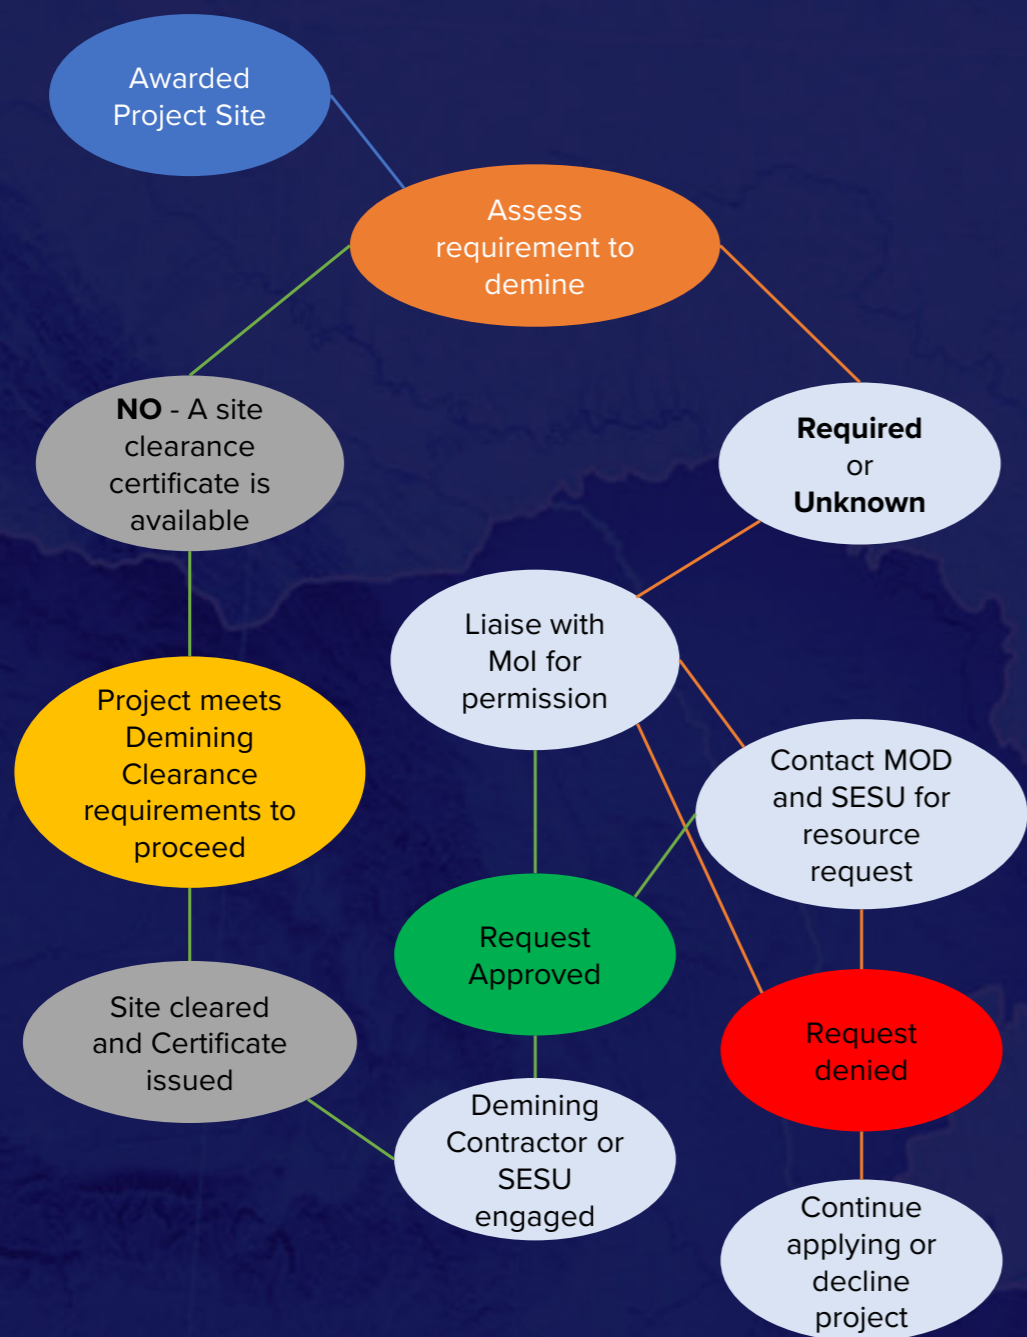 Awarded
Project Site
Assess
requirement to
demine
NO - A site
clearance
certificate is
available
Required
or
Unknown
Liaise with
MoI for
permission
Project meets
Demining
Clearance
requirements to
proceed
Contact MOD
and SESU for
resource
request
Request
Approved
Site cleared
and Certificate
issued
Request
denied
Demining
Contractor or
SESU
engaged
Continue
applying or
decline
project